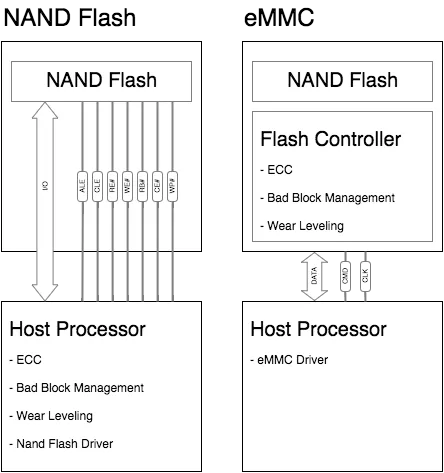 NAND Flash
NAND Flash
I/O
ALE
CLE
RE#
WE#
RB#
CE#
WP#
Host Processor
- ECC
- Bad Block Management
- Wear Leveling
- Nand Flash Driver
eMMC
NAND Flash
Flash Controller
- ECC
- Bad Block Management
- Wear Leveling
DATA
CMD
CLK
Host Processor
- eMMC Driver